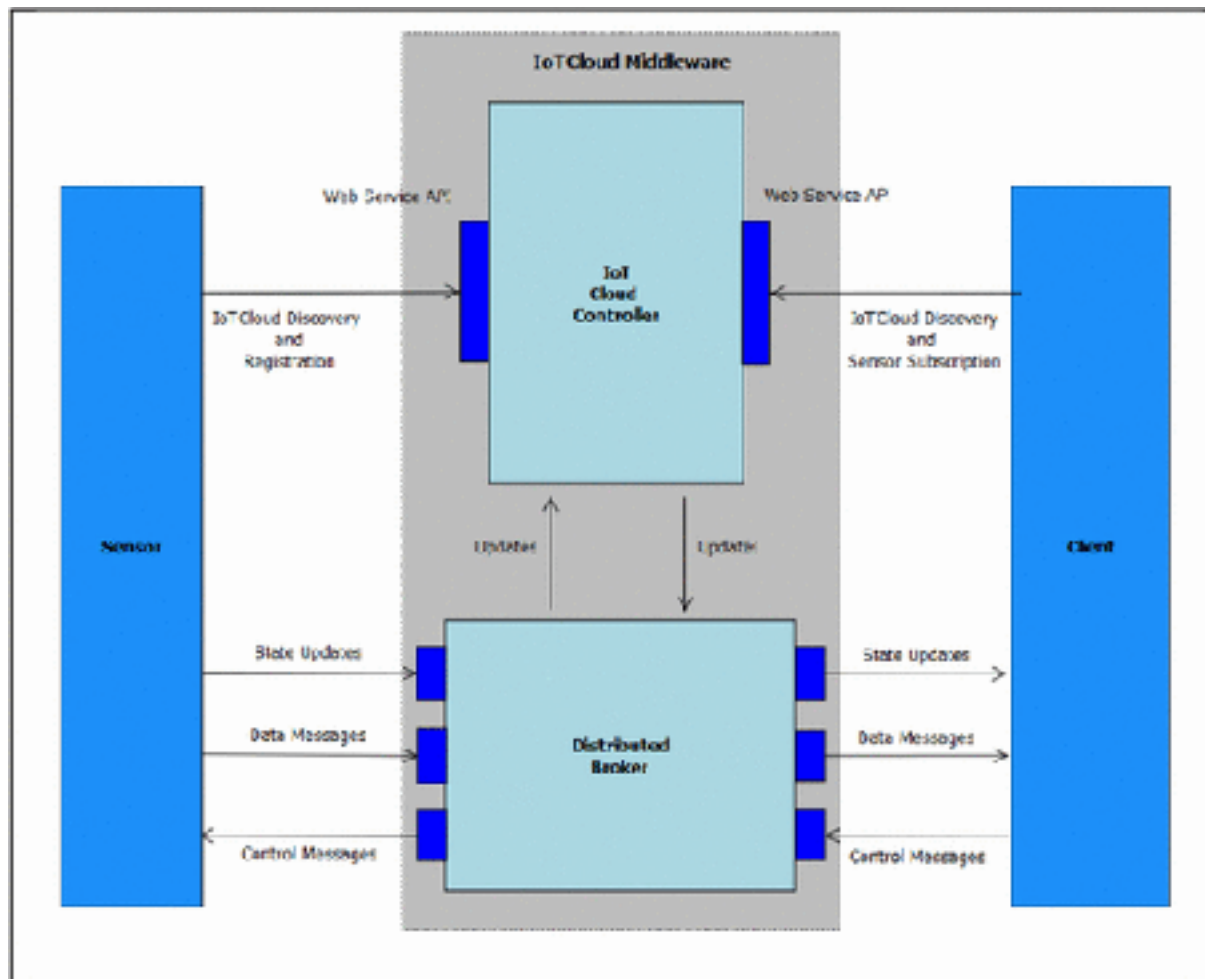 IoTCloud Middleware
Web Service API
Web Service API
IoT
Cloud
Controller
IoTCloud Discovery
and
Registration
IoTCloud Discovery
and
Sensor Subscription
Sensor
Updates
Updates
Client
State Updates
State Updates
Data Messages
Distributed
Broker
Data Messages
Control Messages
Control Messages